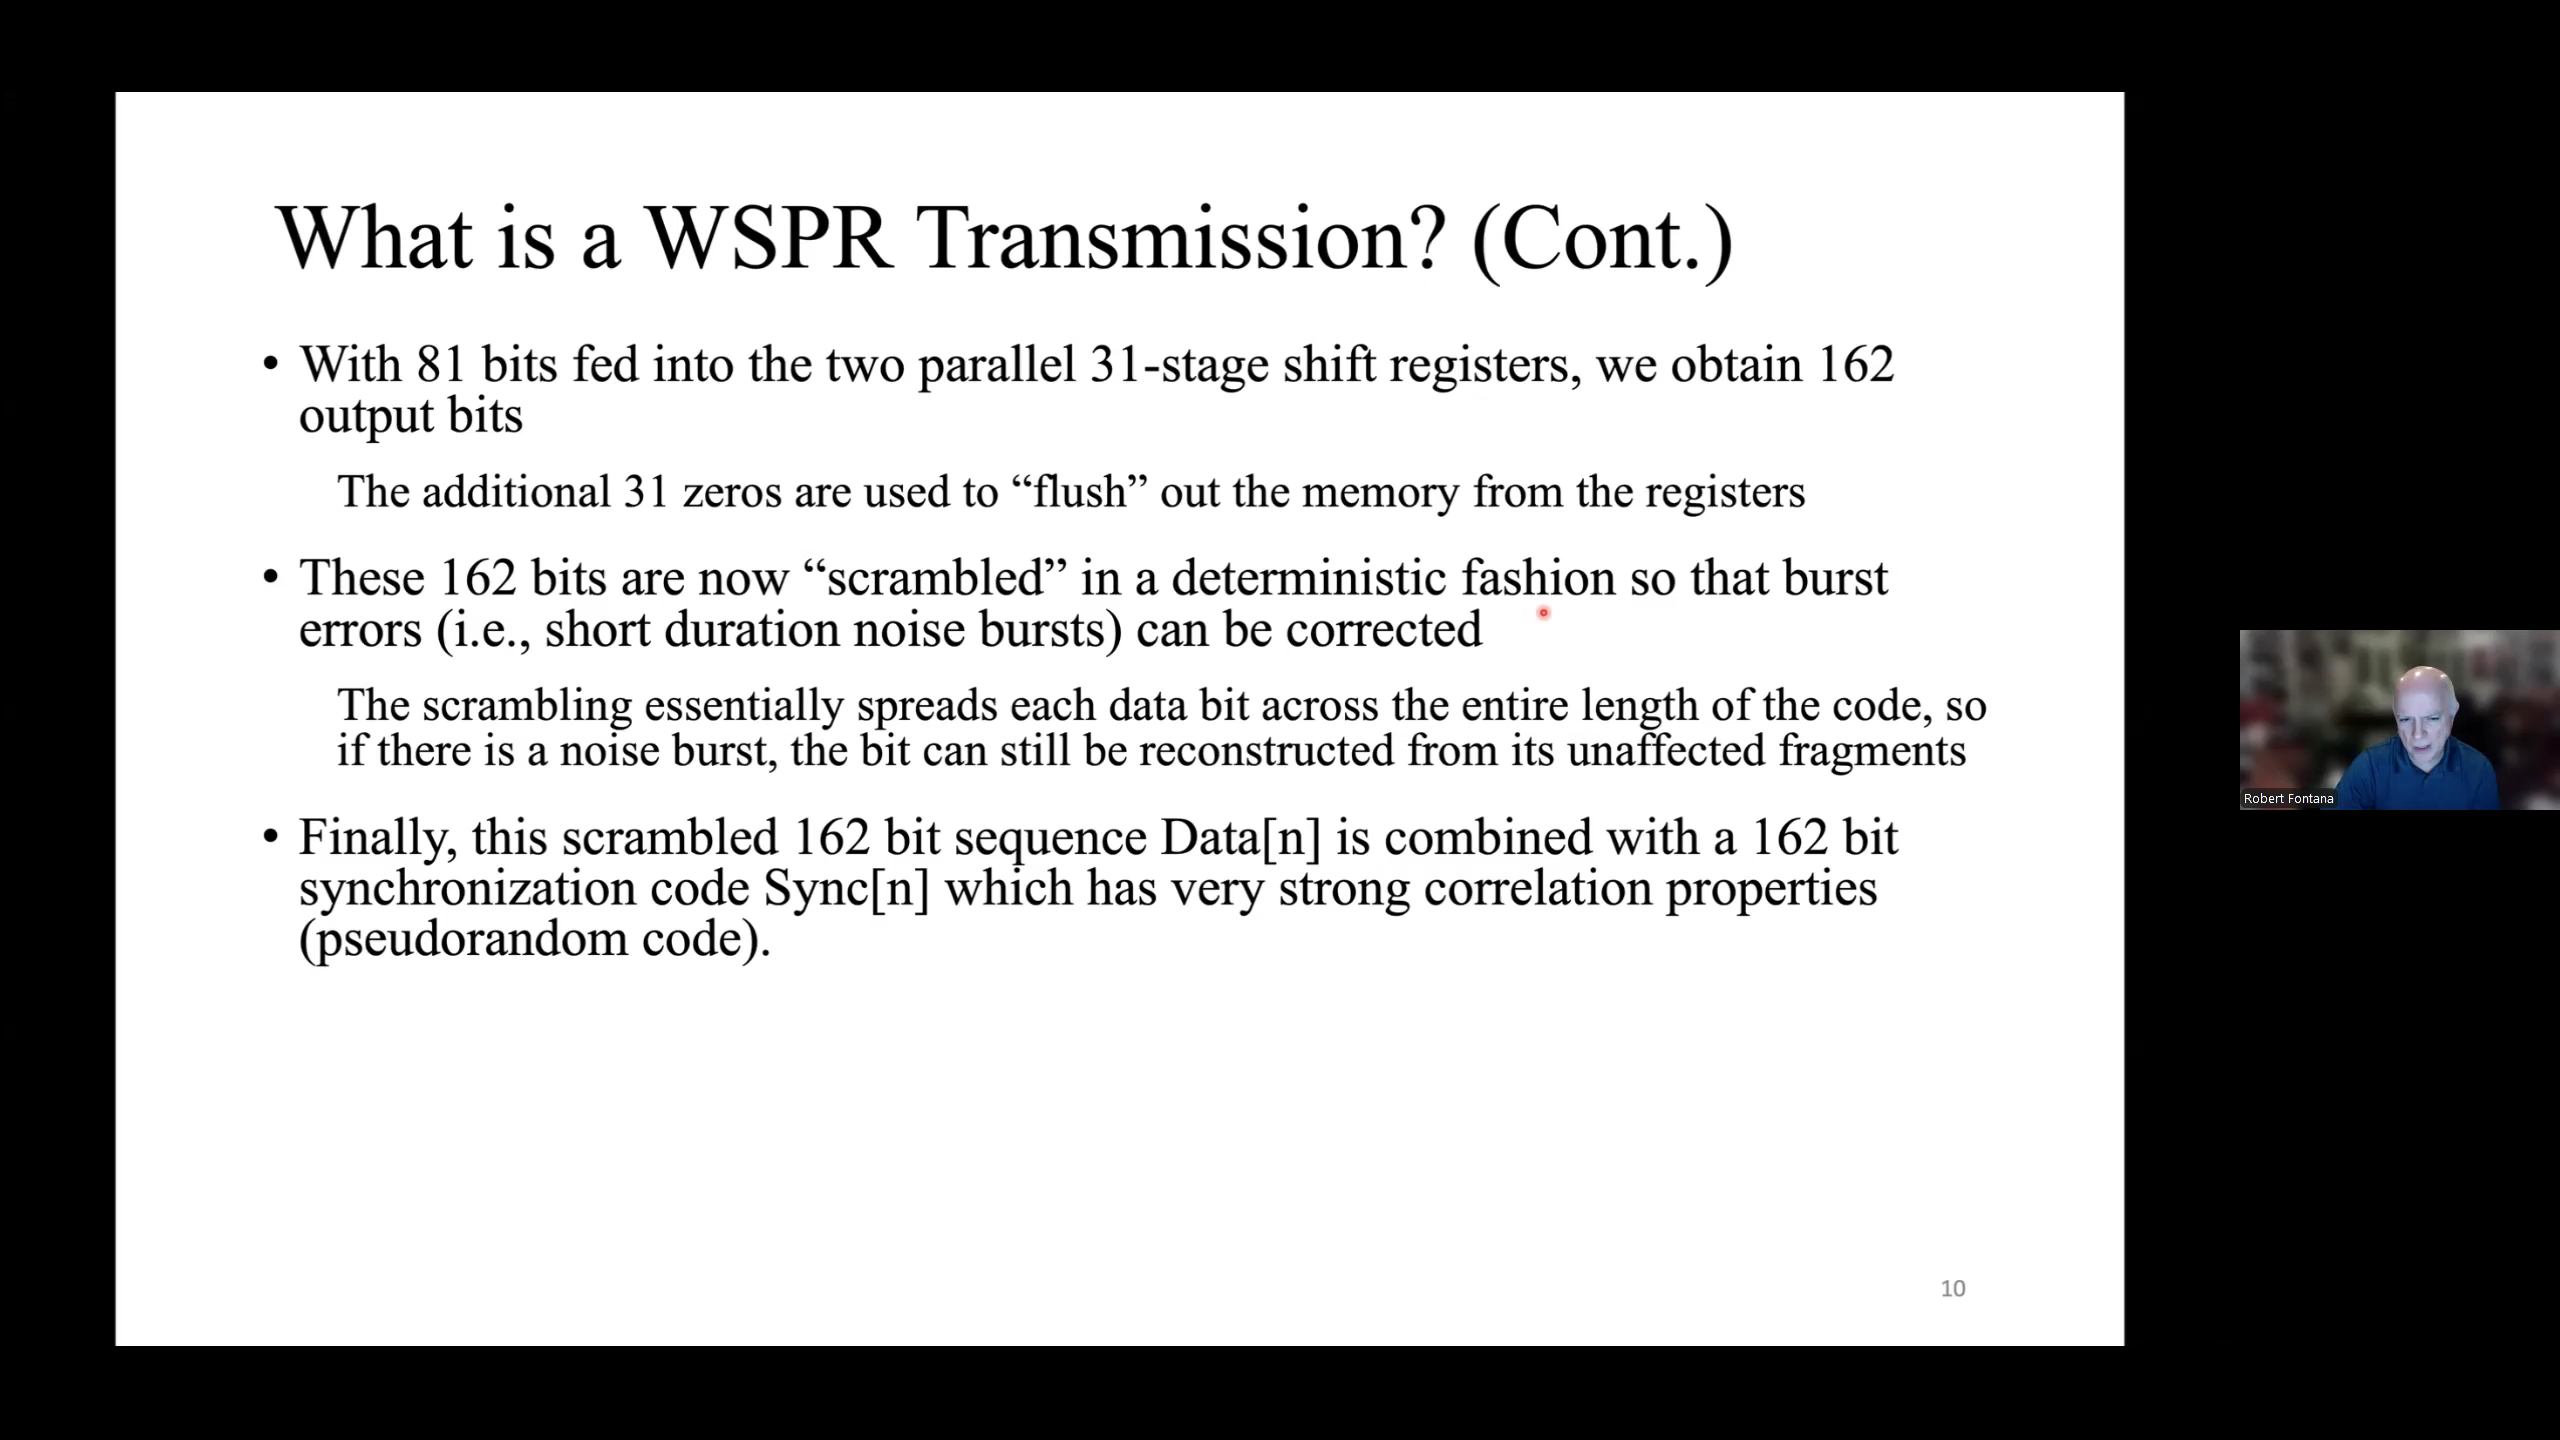 What is a WSPR Transmission? (Cont.)
• With 81 bits fed into the two parallel 31-stage shift registers, we obtain 162
output bits
The additional 31 zeros are used to “flush” out the memory from the registers
• These 162 bits are now “scrambled” in a deterministic fashion so that burst
errors (i.e., short duration noise bursts) can be corrected
The scrambling essentially spreads each data bit across the entire length of the code, so
if there is a noise burst, the bit can still be reconstructed from its unaffected fragments
• Finally, this scrambled 162 bit sequence Data[n] is combined with a 162 bit
synchronization code Sync[n] which has very strong correlation properties
(pseudorandom code).
10
Robert Fontana